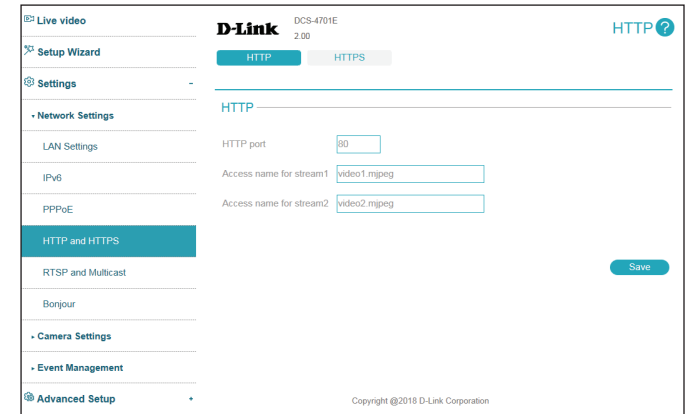 Live video
Setup Wizard
Settings -
Network Settings
LAN Settings
IPv6
PPPoE
HTTP and HTTPS
RTSP and Multicast
Bonjour
Camera Settings
Event Management
Advanced Setup +
D-Link
DCS-4701E
2.00
HTTP ?
HTTP HTTPS
HTTP
HTTP port 80
Access name for stream1 video1.mjpeg
Access name for stream2 video2.mjpeg
Save
Copyright @2018 D-Link Corporation